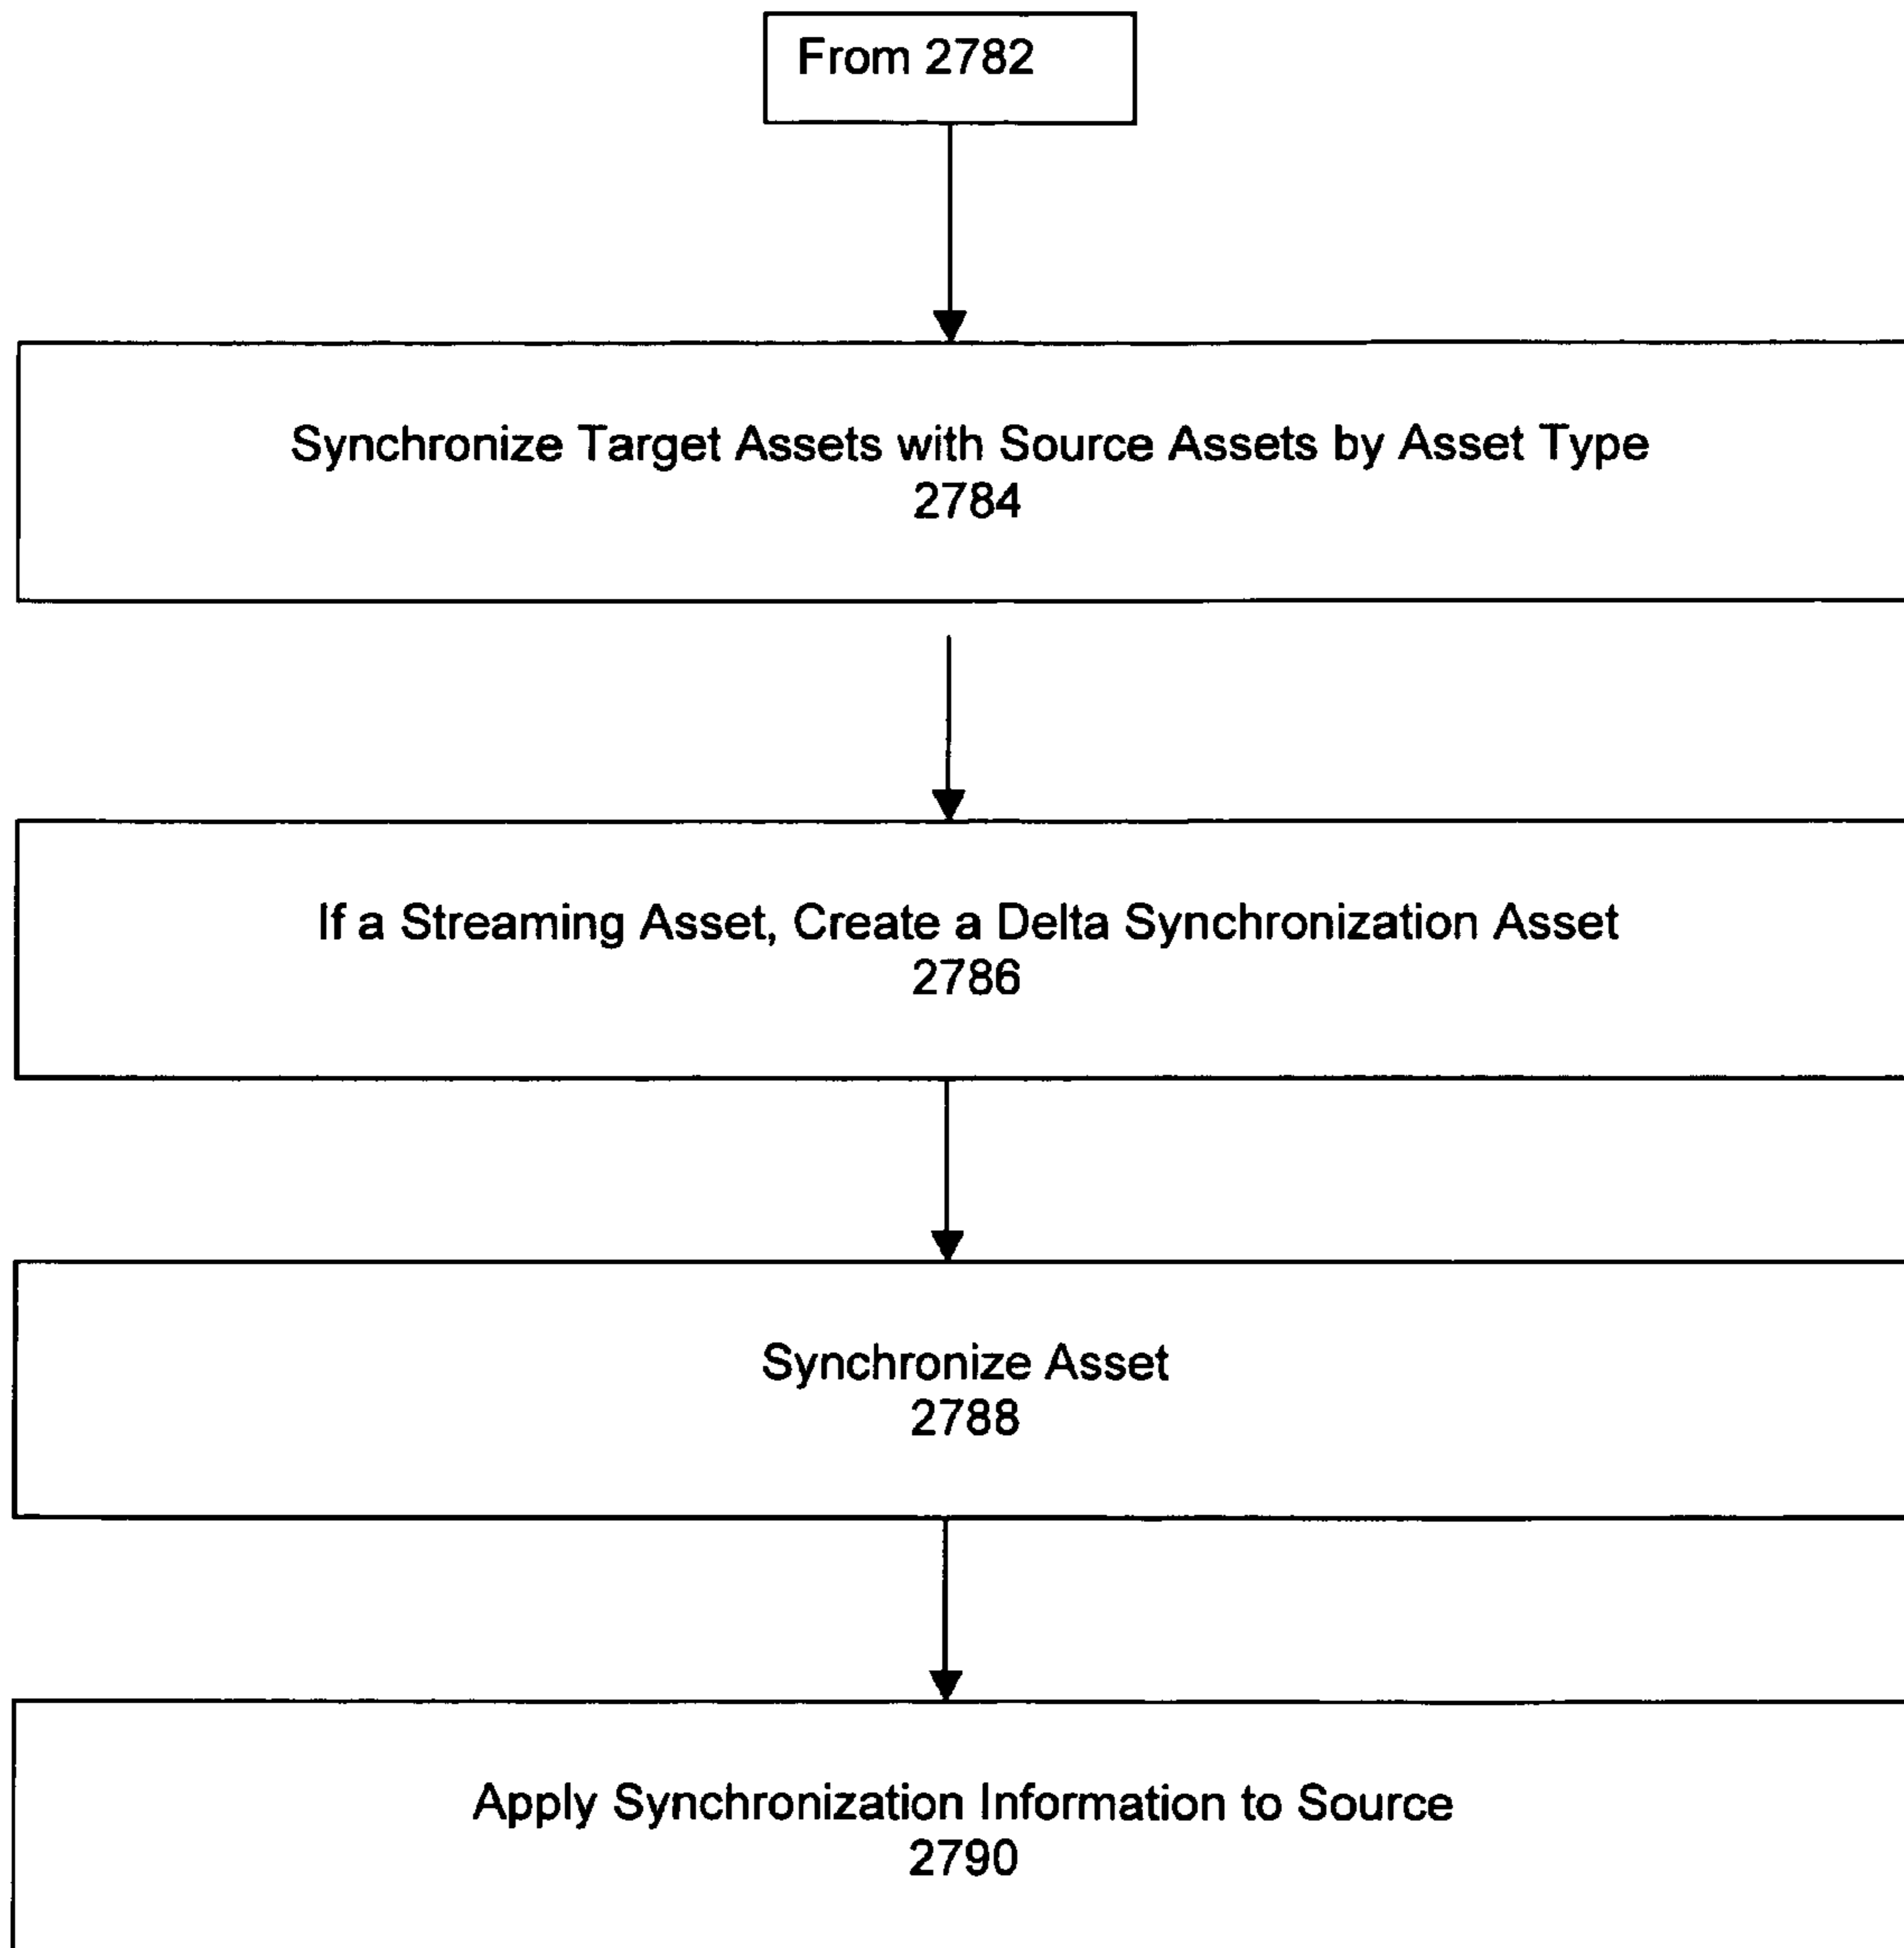 From 2782
Synchronize Target Assets with Source Assets by Asset Type
2784
If a Streaming Asset, Create a Delta Synchronization Asset
2786
Synchronize Asset
2788
Apply Synchronization Information to Source
2790